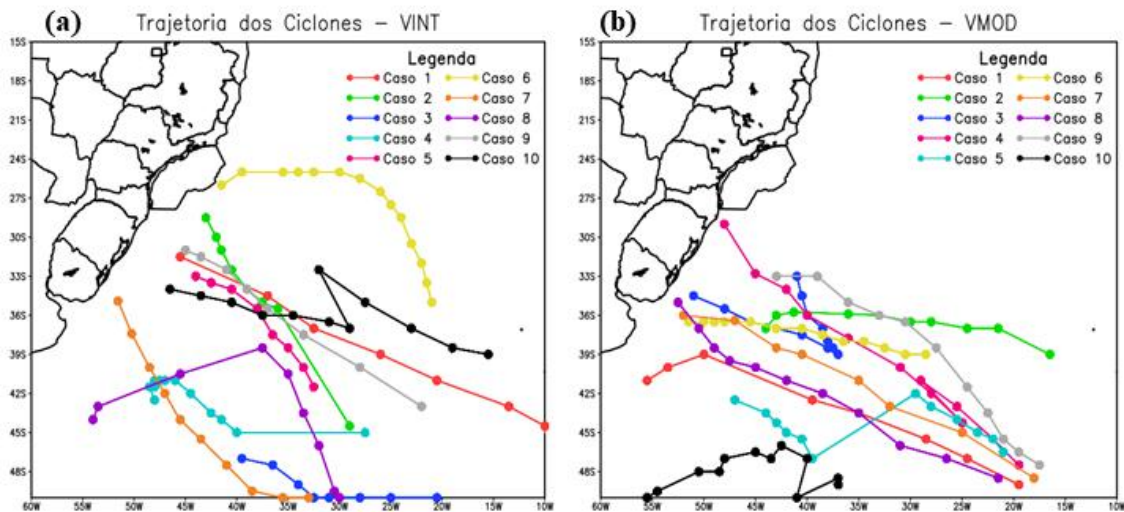 (a) Trajetoria dos Ciclones – VINT
Legenda
Caso 1 Caso 6
Caso 2 Caso 7
Caso 3 Caso 8
Caso 4 Caso 9
Caso 5 Caso 10
15S
18S
21S
24S
27S
30S
33S
36S
39S
42S
45S
48S
60W 55W 50W 45W 40W 35W 30W 25W 20W 15W 10W
(b) Trajetoria dos Ciclones – VMOD
Legenda
Caso 1 Caso 6
Caso 2 Caso 7
Caso 3 Caso 8
Caso 4 Caso 9
Caso 5 Caso 10
15S
18S
21S
24S
27S
30S
33S
36S
39S
42S
45S
48S
60W 55W 50W 45W 40W 35W 30W 25W 20W 15W 10W